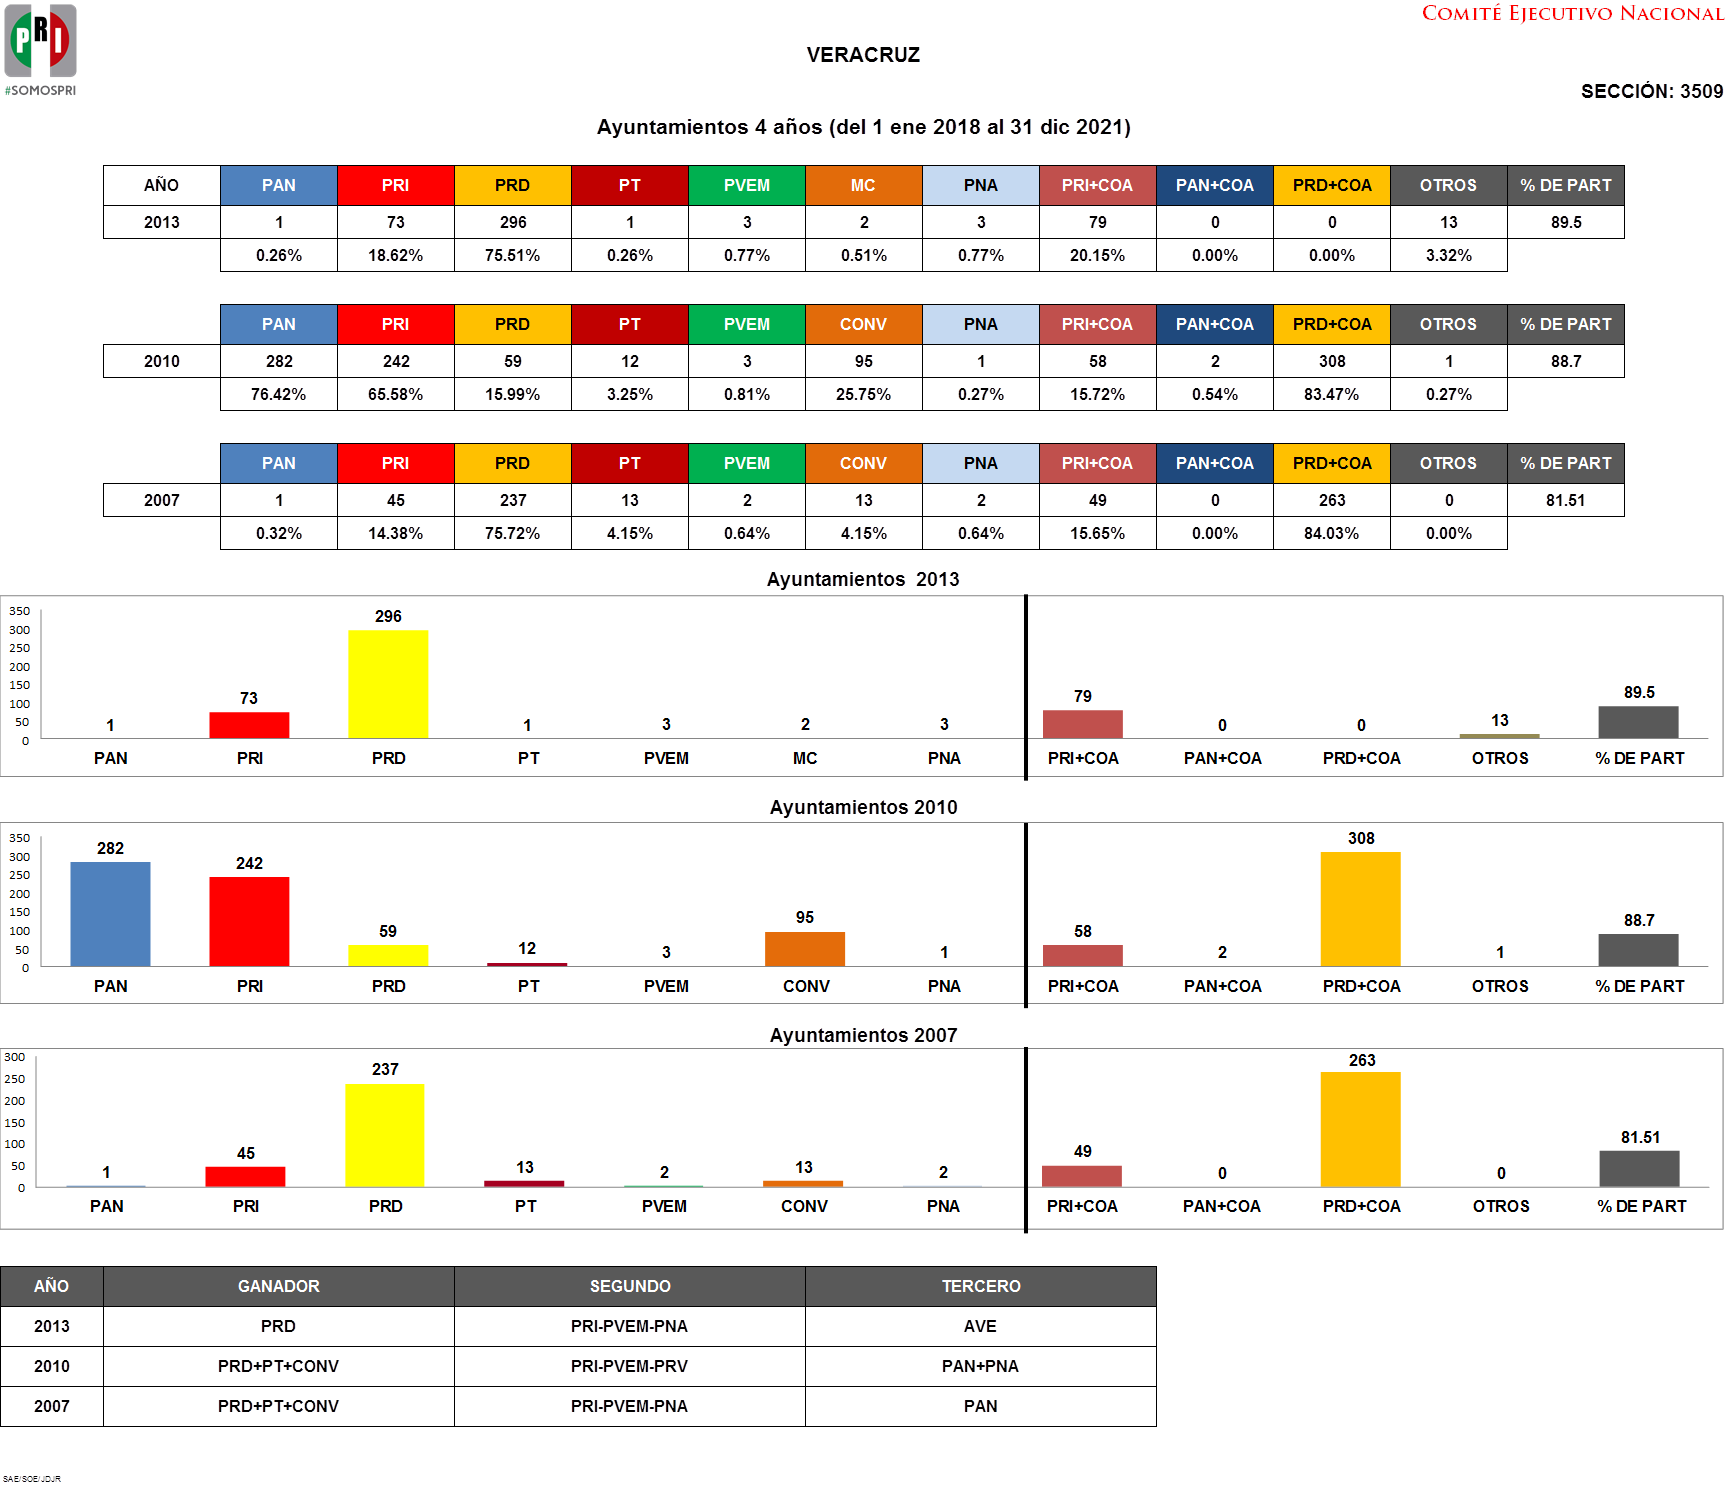 PRI
#SOMOSPRI
COMITÉ EJECUTIVO NACIONAL
VERACRUZ
SECCIÓN: 3509
Ayuntamientos 4 años (del 1 ene 2018 al 31 dic 2021)
AÑO PAN PRI PRD PT PVEM MC PNA PRI+COA PAN+COA PRD+COA OTROS % DE PART
2013 1 73 296 1 3 2 3 79 0 0 13 89.5
0.26% 18.62% 75.51% 0.26% 0.77% 0.51% 0.77% 20.15% 0.00% 0.00% 3.32%
PAN PRI PRD PT PVEM CONV PNA PRI+COA PAN+COA PRD+COA OTROS % DE PART
2010 282 242 59 12 3 95 1 58 2 308 1 88.7
76.42% 65.58% 15.99% 3.25% 0.81% 25.75% 0.27% 15.72% 0.54% 83.47% 0.27%
PAN PRI PRD PT PVEM CONV PNA PRI+COA PAN+COA PRD+COA OTROS % DE PART
2007 1 45 237 13 2 13 2 49 0 263 0 81.51
0.32% 14.38% 75.72% 4.15% 0.64% 4.15% 0.64% 15.65% 0.00% 84.03% 0.00%
Ayuntamientos 2013
350
300
250
200
150
100
50
0
1 73 296 1 3 2 3 79 0 0 13 89.5
PAN PRI PRD PT PVEM MC PNA PRI+COA PAN+COA PRD+COA OTROS % DE PART
Ayuntamientos 2010
350
300
250
200
150
100
50
0
282 242 59 12 3 95 1 58 2 308 1 88.7
PAN PRI PRD PT PVEM CONV PNA PRI+COA PAN+COA PRD+COA OTROS % DE PART
Ayuntamientos 2007
300
250
200
150
100
50
0
1 45 237 13 2 13 2 49 0 263 0 81.51
PAN PRI PRD PT PVEM CONV PNA PRI+COA PAN+COA PRD+COA OTROS % DE PART
AÑO GANADOR SEGUNDO TERCERO
2013 PRD PRI-PVEM-PNA AVE
2010 PRD+PT+CONV PRI-PVEM-PRV PAN+PNA
2007 PRD+PT+CONV PRI-PVEM-PNA PAN
SAE/SOE/JDJR